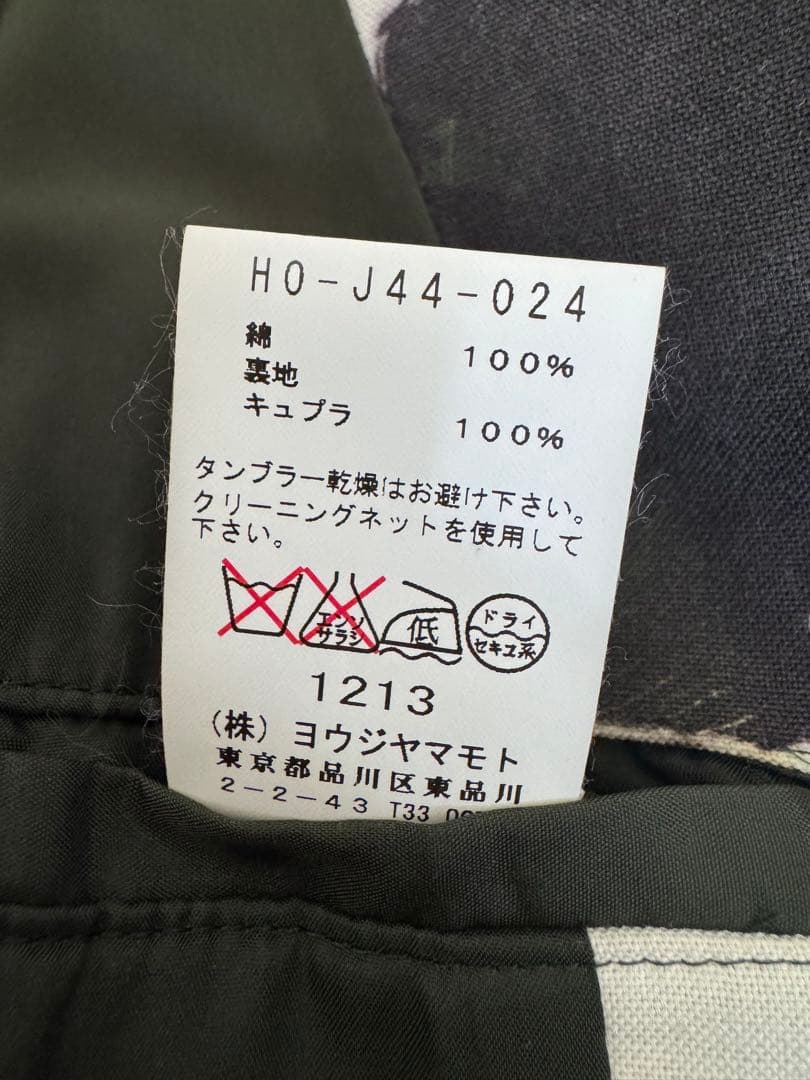 HO-J44-024
綿 100%
裏地
キュプラ 100%
タンブラー乾燥はお避け下さい。
クリーニングネットを使用して
下さい。
エンソ
サラシ
低
ドライ
セキユ系
1213
(株) ヨウジヤマモト
東京都品川区東品川
2-2-43 T33